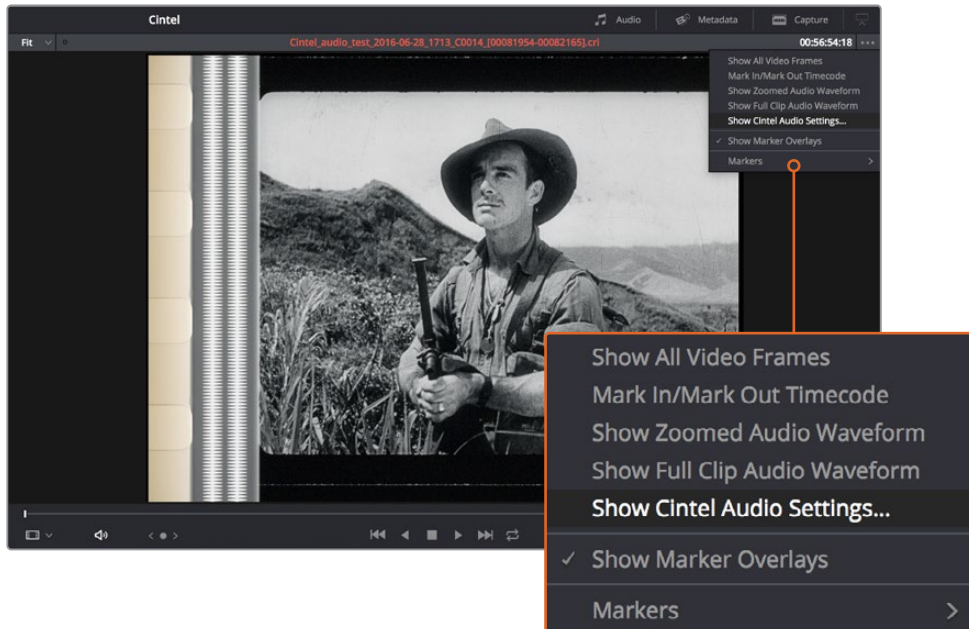 Cintel
Audio
Metadata
Capture
Fit
Cintel_audio_test_2016-06-28_1713_C0014_[00081954-00082165].cri
00:56:54:18
Show All Video Frames
Mark In/Mark Out Timecode
Show Zoomed Audio Waveform
Show Full Clip Audio Waveform
Show Cintel Audio Settings...
Show Marker Overlays
Markers
Show All Video Frames
Mark In/Mark Out Timecode
Show Zoomed Audio Waveform
Show Full Clip Audio Waveform
Show Cintel Audio Settings...
Show Marker Overlays
Markers